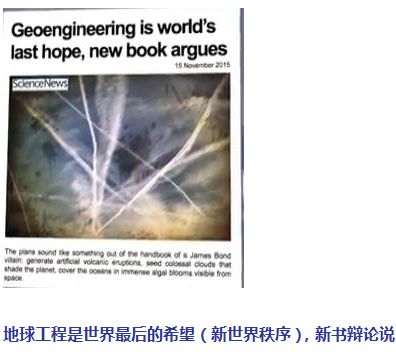 Geoengineering is world's
last hope, new book argues
15 November 2015
ScienceNews
The plans sound like something out of the handbook of a James Bond
villain: generate artificial volcanic eruptions, seed colossal clouds that
shade the planet, cover the oceans in immense algal blooms visible from
space.
地球工程是世界最后的希望（新世界秩序），新书辩论说